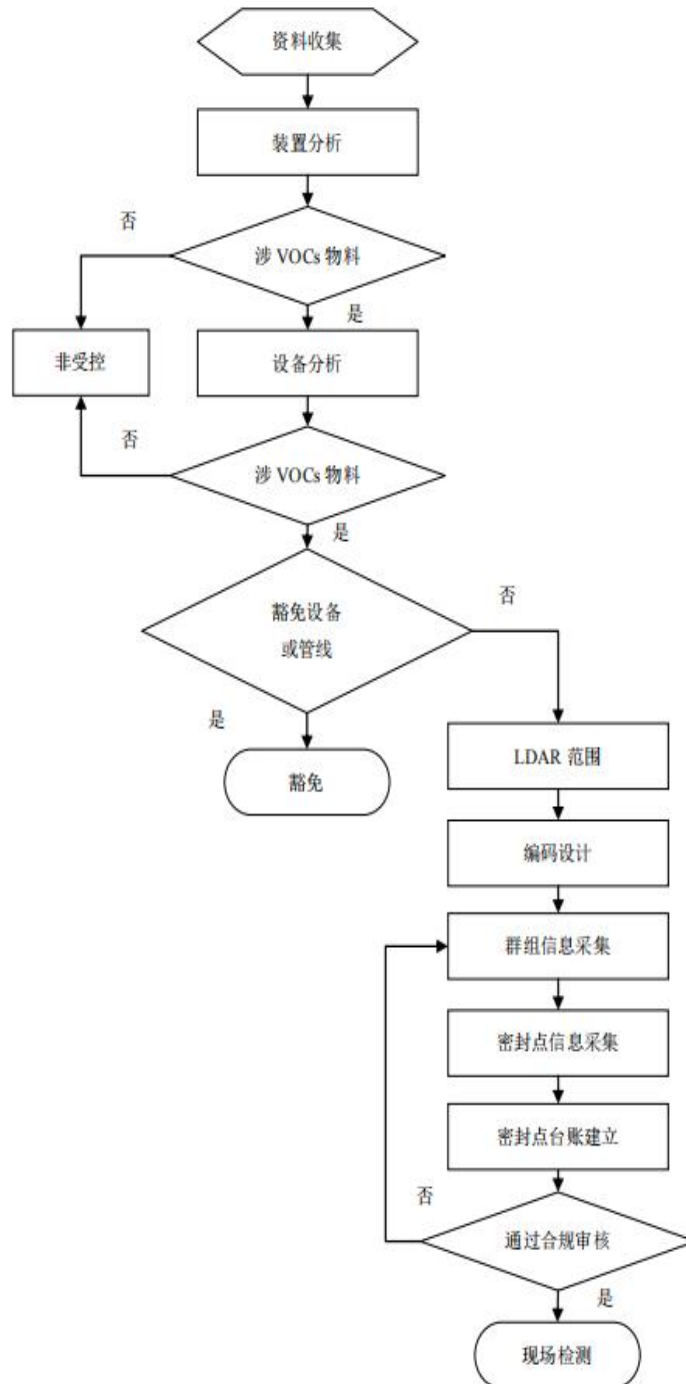 资料收集
装置分析
否
涉 VOCs 物料
是
非受控
设备分析
否
涉 VOCs 物料
是
豁免设备
或管线
否
是
豁免
LDAR 范围
编码设计
群组信息采集
密封点信息采集
密封点台账建立
否
通过合规审核
是
现场检测